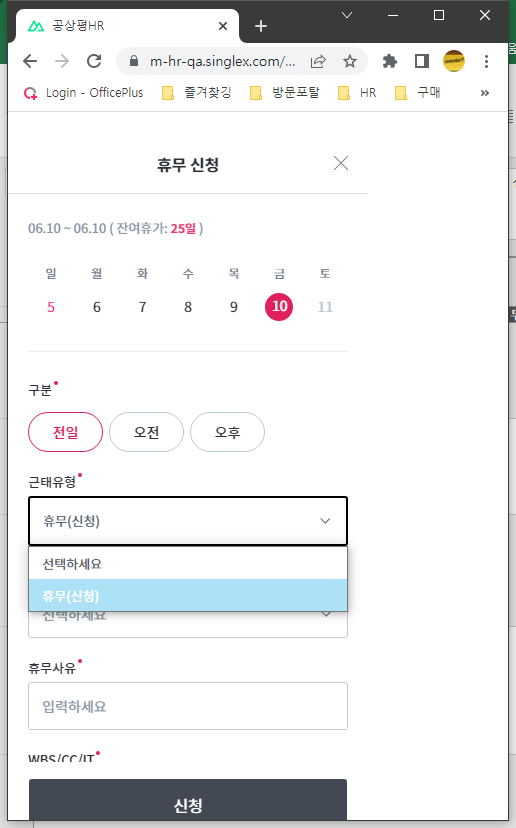 공상평HR
m-hr-qa.singlex.com/...
Login - OfficePlus 즐겨찾깅 방문포탈 HR 구매 »
휴무 신청
06.10 ~ 06.10 ( 잔여휴가: 25일 )
일 월 화 수 목 금 토
5 6 7 8 9 10 11
구분
전일 오전 오후
근태유형
휴무(신청)
선택하세요
휴무(신청)
선택하세요
휴무사유
입력하세요
WBS/CC/IT
신청